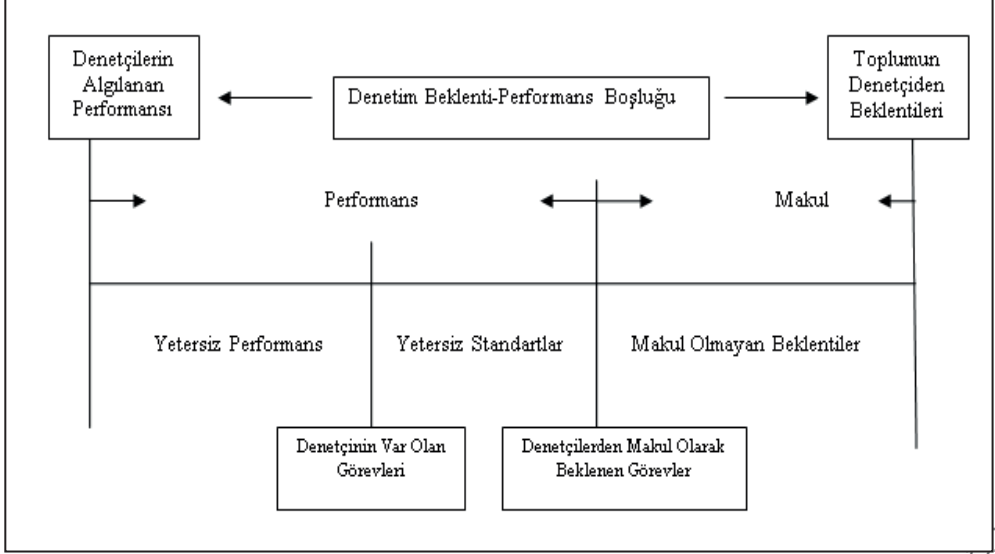 Denetçilerin
Algılanan
Performansı
Denetim Beklenti-Performans Boşluğu
Toplumun
Denetçiden
Beklentileri
Performans
Makul
Yetersiz Performans
Yetersiz Standartlar
Makul Olmayan Beklentiler
Denetçinin Var Olan
Görevleri
Denetçilerden Makul Olarak
Beklenen Görevler